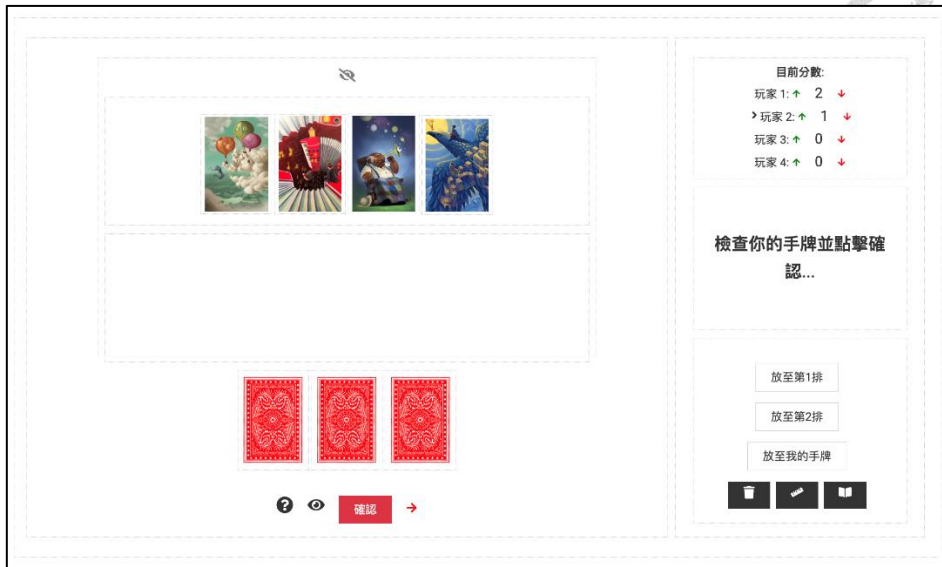 目前分數:
玩家 1: ↑ 2 ↓
> 玩家 2: ↑ 1 ↓
玩家 3: ↑ 0 ↓
玩家 4: ↑ 0 ↓
檢查你的手牌並點擊確
認...
放至第1排
放至第2排
放至我的手牌
確認